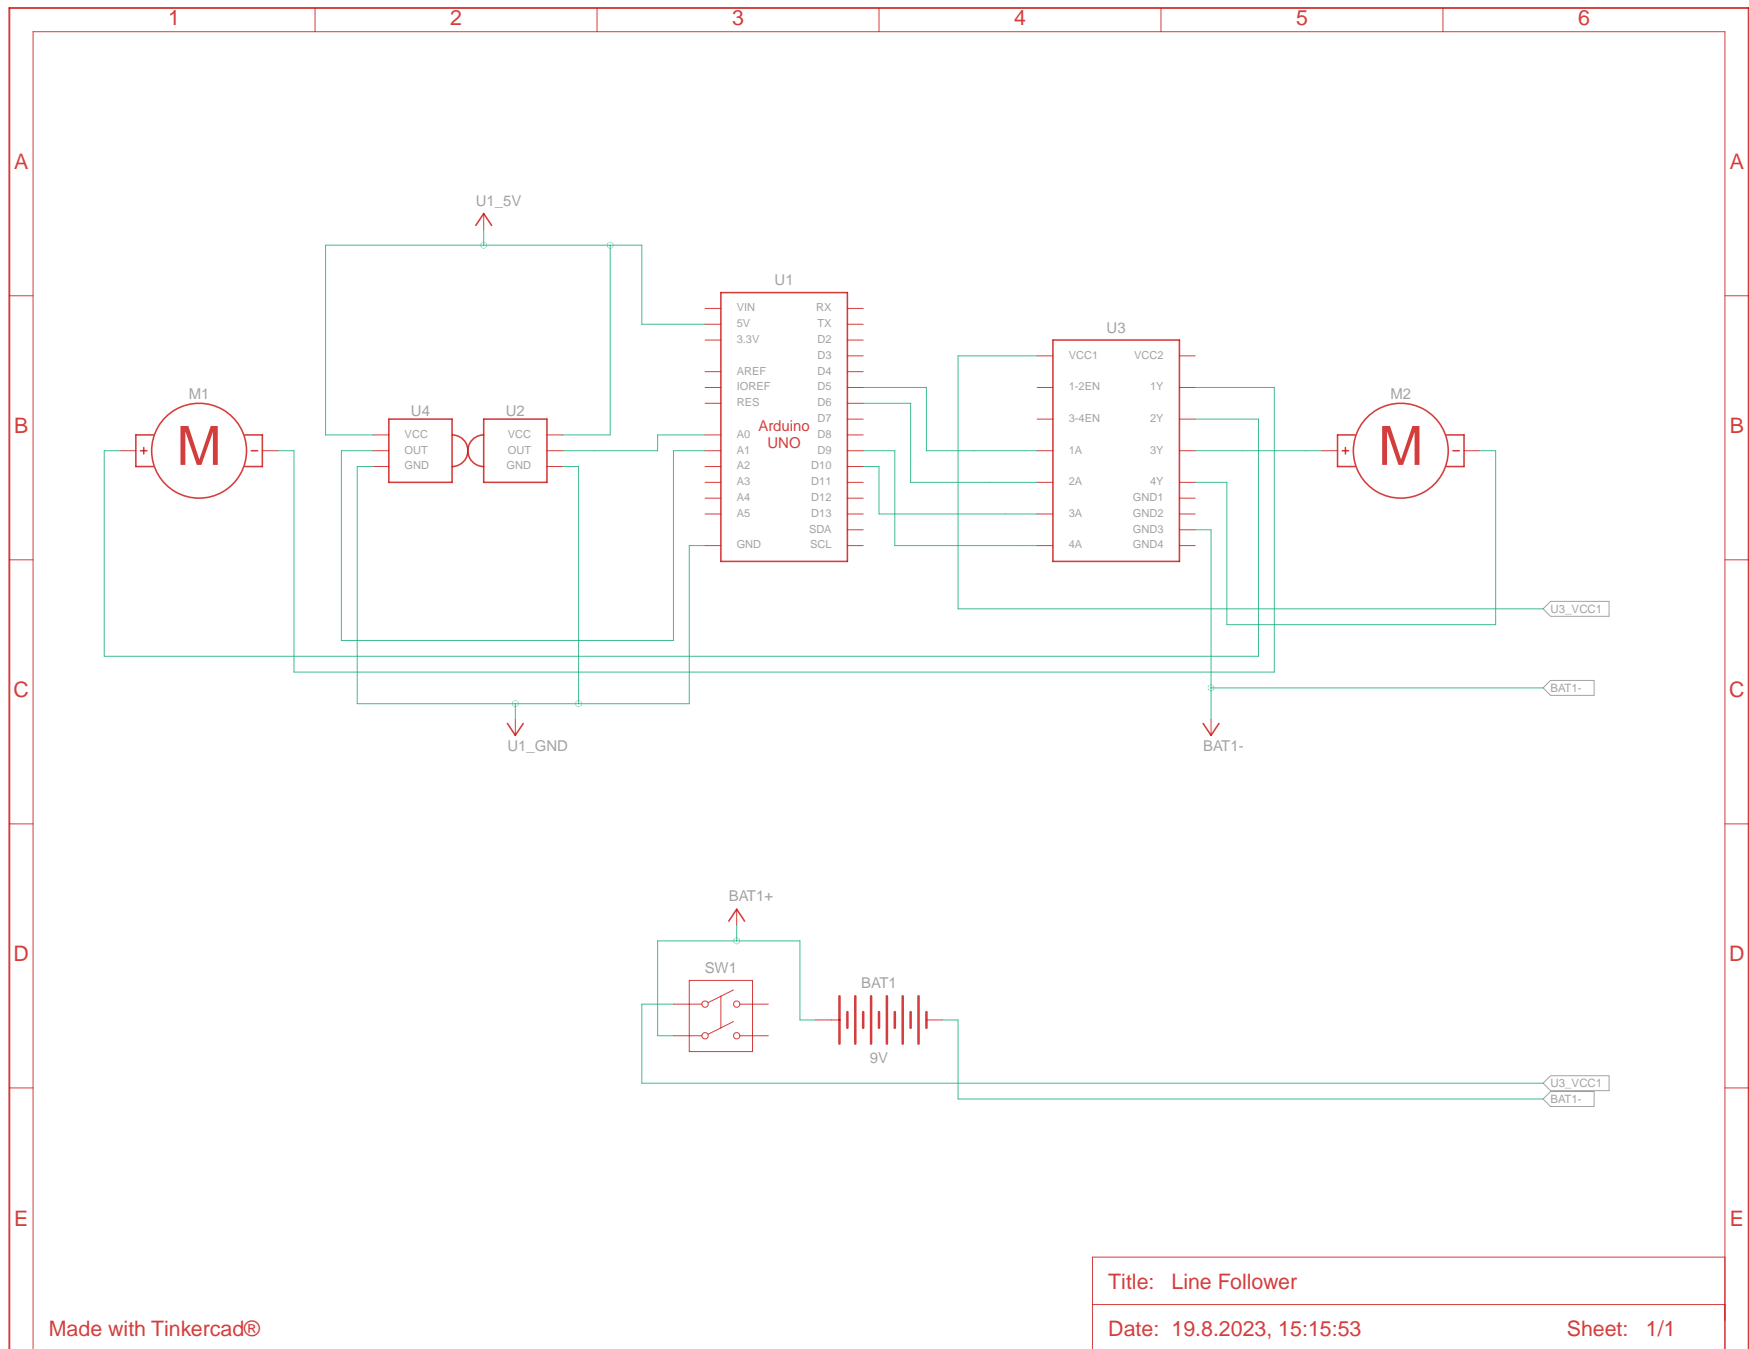 1 2 3 4 5 6
A A
U1_5V
U1
VIN RX
5V TX
3.3V D2
D3
AREF D4
IOREF D5
RES D6
D7
A0 D8
A1 D9
A2 D10
A3 D11
A4 D12
A5 D13
SDA
GND SCL
Arduino
UNO
U3
VCC1 VCC2
1-2EN 1Y
3-4EN 2Y
1A 3Y
2A 4Y
GND1
3A GND2
GND3
4A GND4
M1
+ M -
U4
VCC
OUT
GND
U2
VCC
OUT
GND
M2
+ M -
B B
U3_VCC1
C C
BAT1-
U1_GND
BAT1-
BAT1+
D D
SW1
BAT1
9V
U3_VCC1
BAT1-
E E
Title: Line Follower
Made with Tinkercad®
Date: 19.8.2023, 15:15:53 Sheet: 1/1